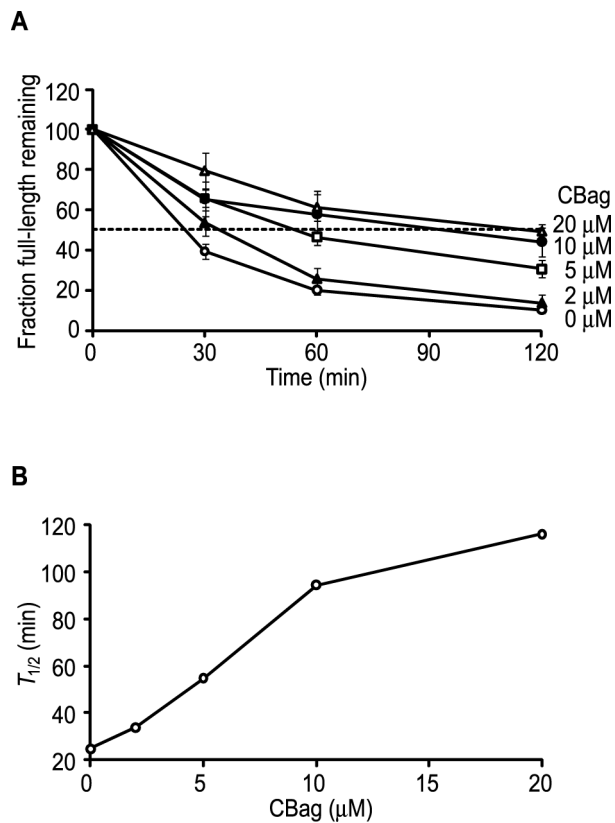 A
Fraction full-length remaining
120
100
80
60
40
20
0
0
30
60
90
120
Time (min)
CBag
20 μM
10 μM
5 μM
2 μM
0 μM
B
T1/2 (min)
120
100
80
60
40
20
0
5
10
15
20
CBag (μM)